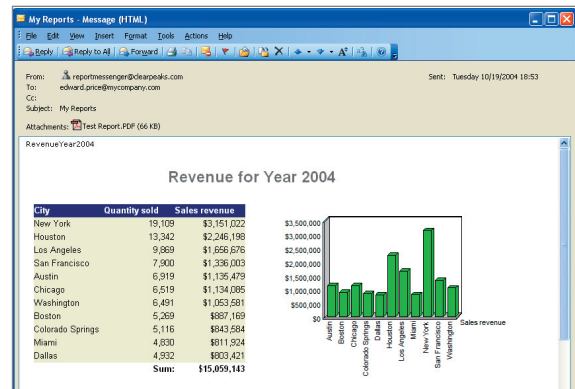 My Reports - Message (HTML)
File Edit View Insert Format Tools Actions Help
Reply Reply to All Forward
From: reportmessenger@clearpeaks.com Sent: Tuesday 10/19/2004 18:53
To: edward.price@mycompany.com
Cc:
Subject: My Reports
Attachments: Test Report.PDF (66 KB)
RevenueYear2004
Revenue for Year 2004
City Quantity sold Sales revenue
New York 19,109 $3,151,022
Houston 13,342 $2,246,198
Los Angeles 9,869 $1,656,676
San Francisco 7,900 $1,336,003
Austin 6,919 $1,135,479
Chicago 6,519 $1,134,085
Washington 6,491 $1,053,581
Boston 5,269 $887,169
Colorado Springs 5,116 $843,584
Miami 4,830 $811,924
Dallas 4,932 $803,421
Sum: $15,059,143
$3,500,000
$3,000,000
$2,500,000
$2,000,000
$1,500,000
$1,000,000
$500,000
$0
Austin
Boston
Chicago
Colorado Springs
Dallas
Houston
Los Angeles
Miami
New York
San Francisco
Washington
Sales revenue